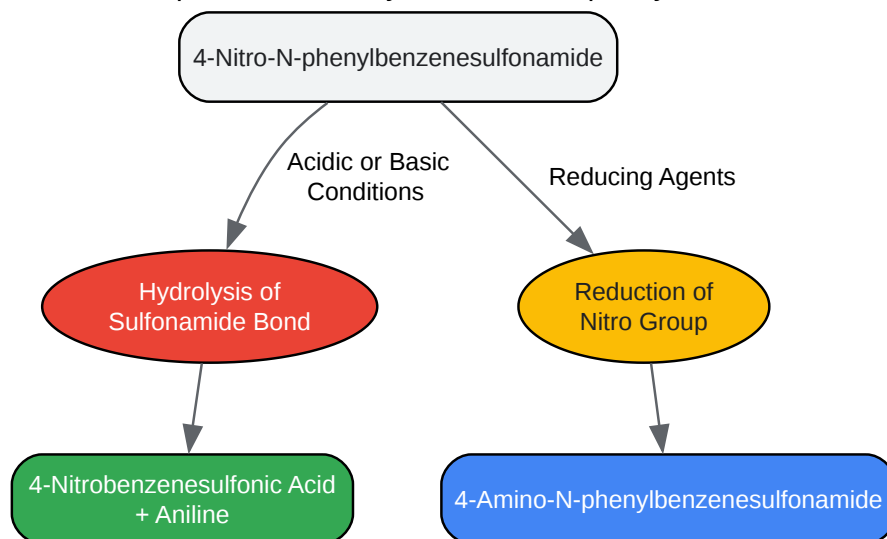 4-Nitro-N-phenylbenzenesulfonamide
Acidic or Basic
Conditions
Reducing Agents
Hydrolysis of
Sulfonamide Bond
Reduction of
Nitro Group
4-Nitrobenzenesulfonic Acid
+ Aniline
4-Amino-N-phenylbenzenesulfonamide